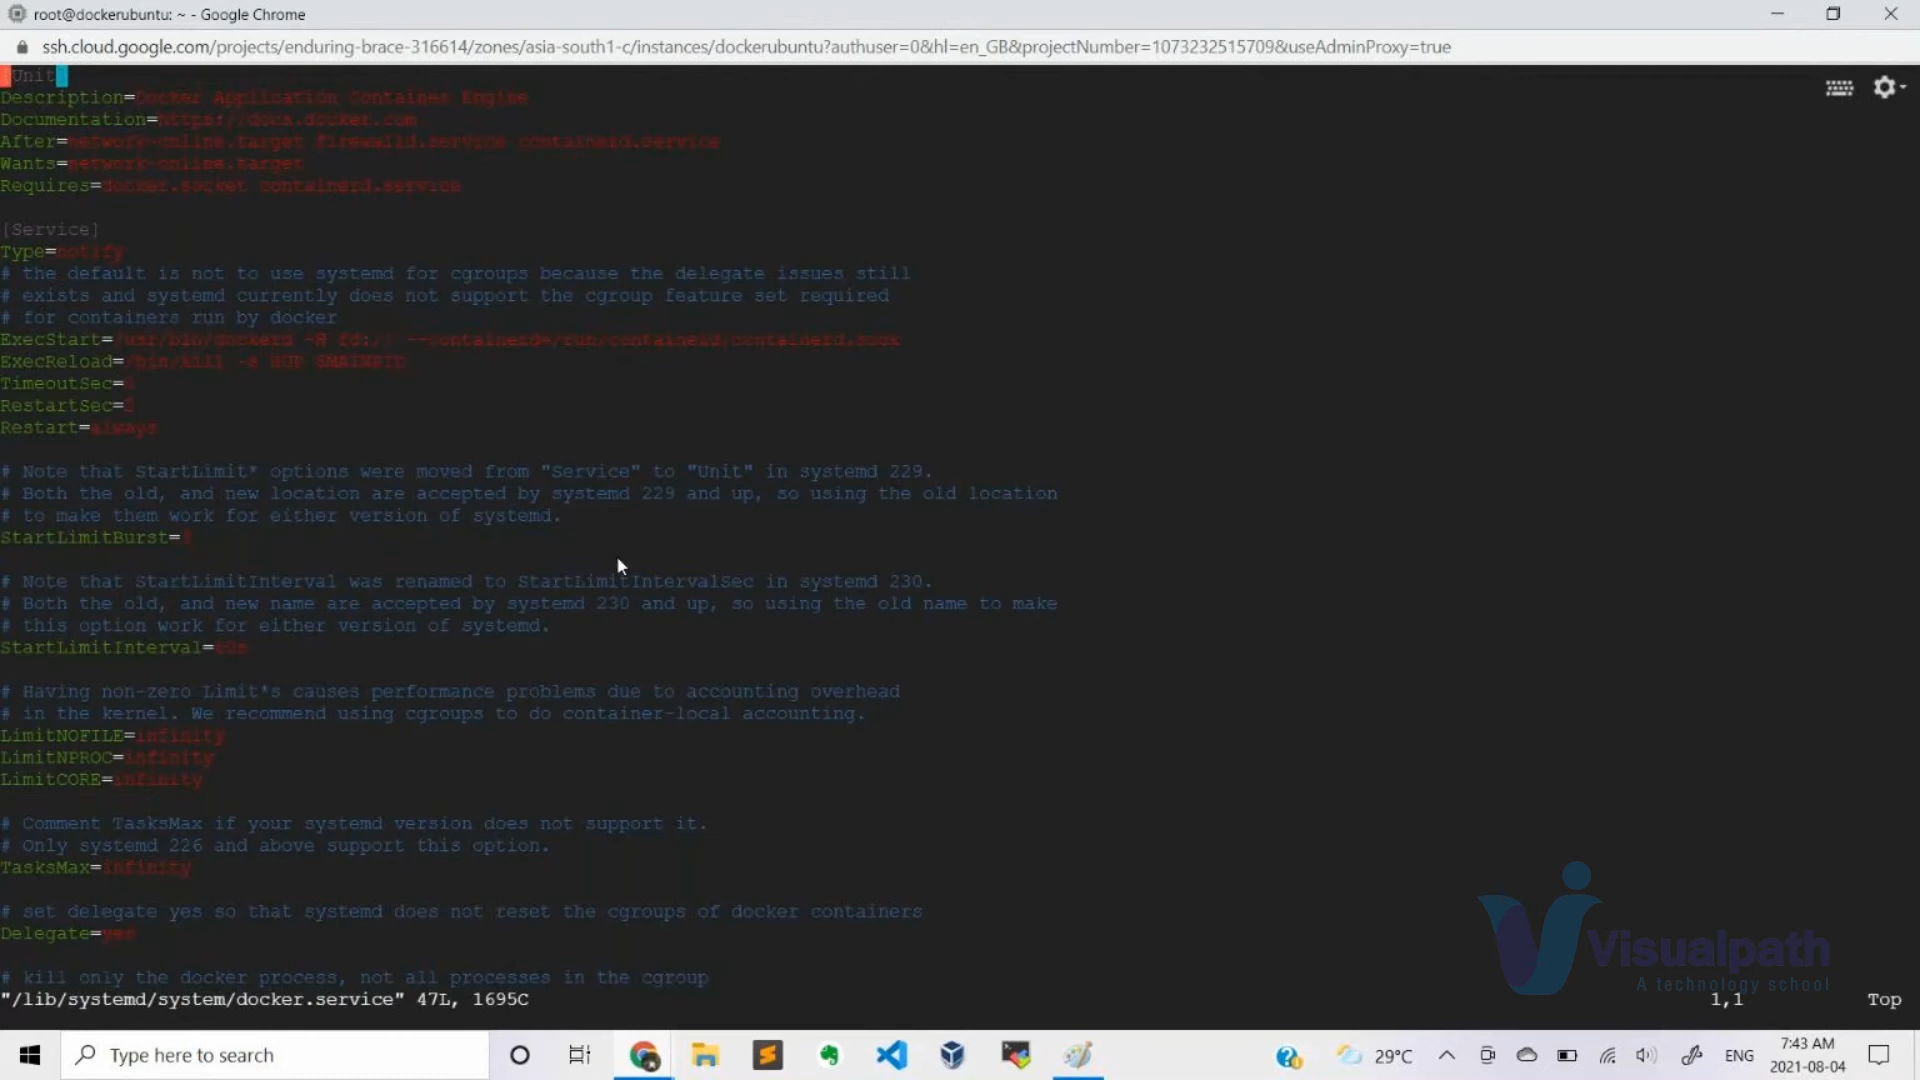 root@dockerubuntu: ~ - Google Chrome
ssh.cloud.google.com/projects/enduring-brace-316614/zones/asia-south1-c/instances/dockerubuntu?authuser=0&hl=en_GB&projectNumber=1073232515709&useAdminProxy=true
[Unit]
Description=Docker Application Container Engine
Documentation=https://docs.docker.com
After=network-online.target firewalld.service containerd.service
Wants=network-online.target
Requires=docker.socket containerd.service
[Service]
Type=notify
# the default is not to use systemd for cgroups because the delegate issues still
# exists and systemd currently does not support the cgroup feature set required
# for containers run by docker
ExecStart=/usr/bin/dockerd -H fd:// --containerd=/run/containerd/containerd.sock
ExecReload=/bin/kill -s HUP $MAINPID
TimeoutSec=
RestartSec=2
Restart=always
# Note that StartLimit* options were moved from "Service" to "Unit" in systemd 229.
# Both the old, and new location are accepted by systemd 229 and up, so using the old location
# to make them work for either version of systemd.
StartLimitBurst=3
# Note that StartLimitInterval was renamed to StartLimitIntervalSec in systemd 230.
# Both the old, and new name are accepted by systemd 230 and up, so using the old name to make
# this option work for either version of systemd.
StartLimitInterval=60s
# Having non-zero Limit*s causes performance problems due to accounting overhead
# in the kernel. We recommend using cgroups to do container-local accounting.
LimitNOFILE=infinity
LimitNPROC=infinity
LimitCORE=infinity
# Comment TasksMax if your systemd version does not support it.
# Only systemd 226 and above support this option.
TasksMax=infinity
# set delegate yes so that systemd does not reset the cgroups of docker containers
Delegate=yes
# kill only the docker process, not all processes in the cgroup
"/lib/systemd/system/docker.service" 47L, 1695C
1,1
Top
Visualpath
A technology school
Type here to search
29°C
ENG
7:43 AM
2021-08-04